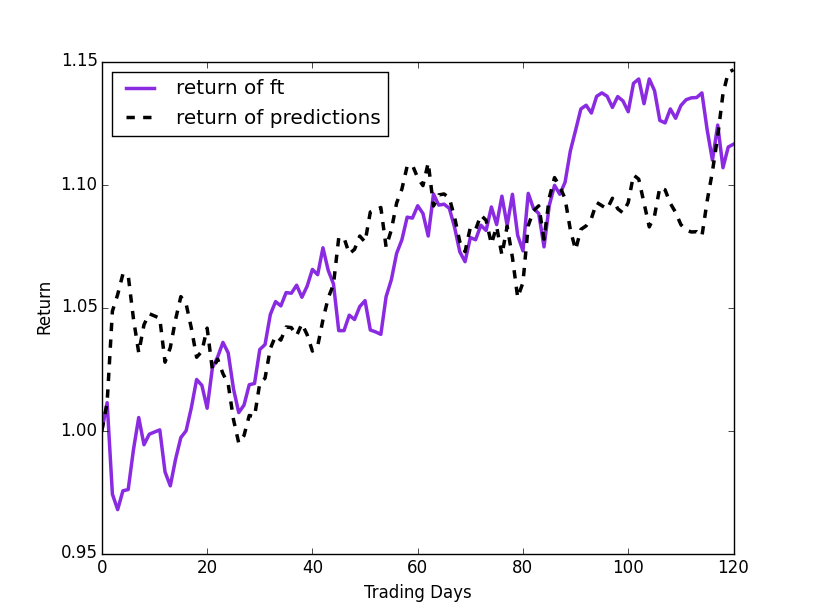 1.15
1.10
1.05
1.00
0.95
Return
return of ft
return of predictions
0 20 40 60 80 100 120
Trading Days